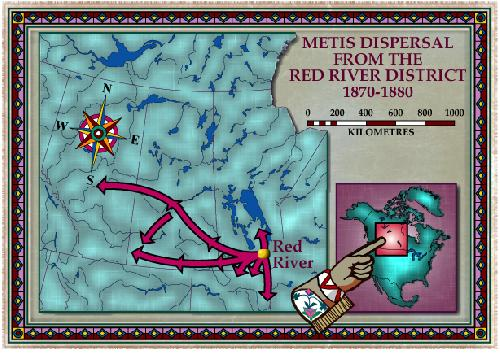 METIS DISPERSAL
FROM THE
RED RIVER DISTRICT
1870-1880
0 200 400 600 800 1000
KILOMETRES
N
W E
S
Red
River